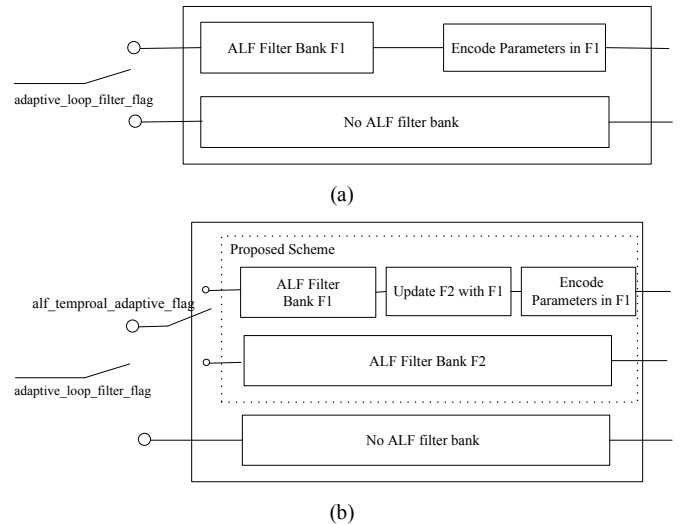 ALF Filter Bank F1
Encode Parameters in F1
adaptive_loop_filter_flag
No ALF filter bank
(a)
Proposed Scheme
ALF Filter
Bank F1
Update F2 with F1
Encode
Parameters in F1
alf_temproal_adaptive_flag
ALF Filter Bank F2
adaptive_loop_filter_flag
No ALF filter bank
(b)